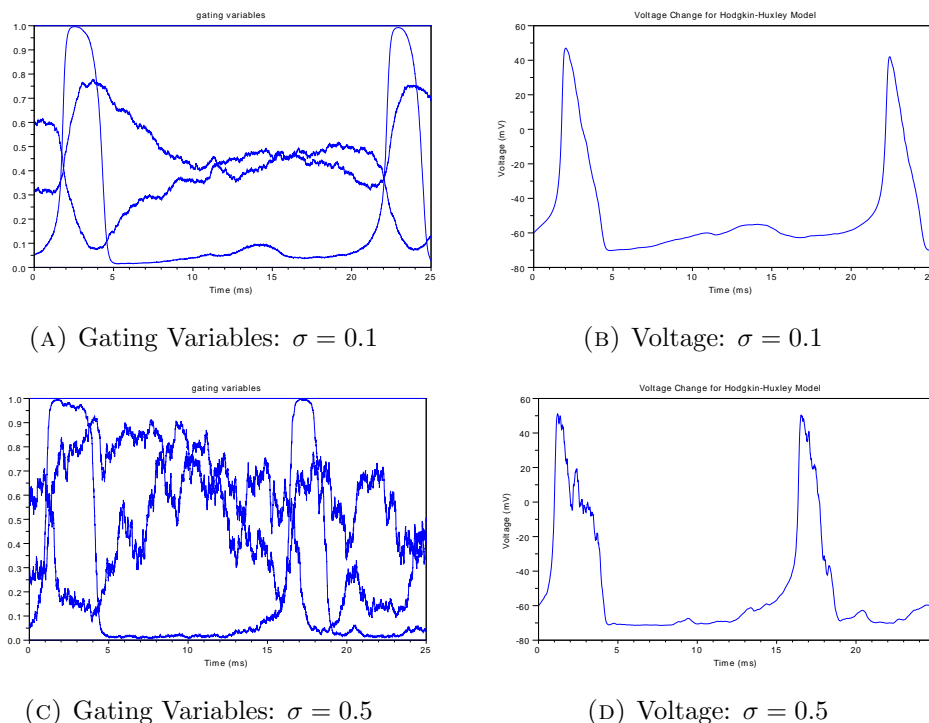 gating variables
1.0
0.9
0.8
0.7
0.6
0.5
0.4
0.3
0.2
0.1
0.0
0 5 10 15 20 25
Time (ms)
Voltage Change for Hodgkin-Huxley Model
60
40
20
0
-20
-40
-60
-80
Voltage (mV)
0 5 10 15 20 25
Time (ms)
(A) Gating Variables: σ = 0.1
(B) Voltage: σ = 0.1
gating variables
1.0
0.9
0.8
0.7
0.6
0.5
0.4
0.3
0.2
0.1
0.0
0 5 10 15 20 25
Time (ms)
Voltage Change for Hodgkin-Huxley Model
60
40
20
0
-20
-40
-60
-80
Voltage (mV)
0 5 10 15 20 25
Time (ms)
(C) Gating Variables: σ = 0.5
(D) Voltage: σ = 0.5